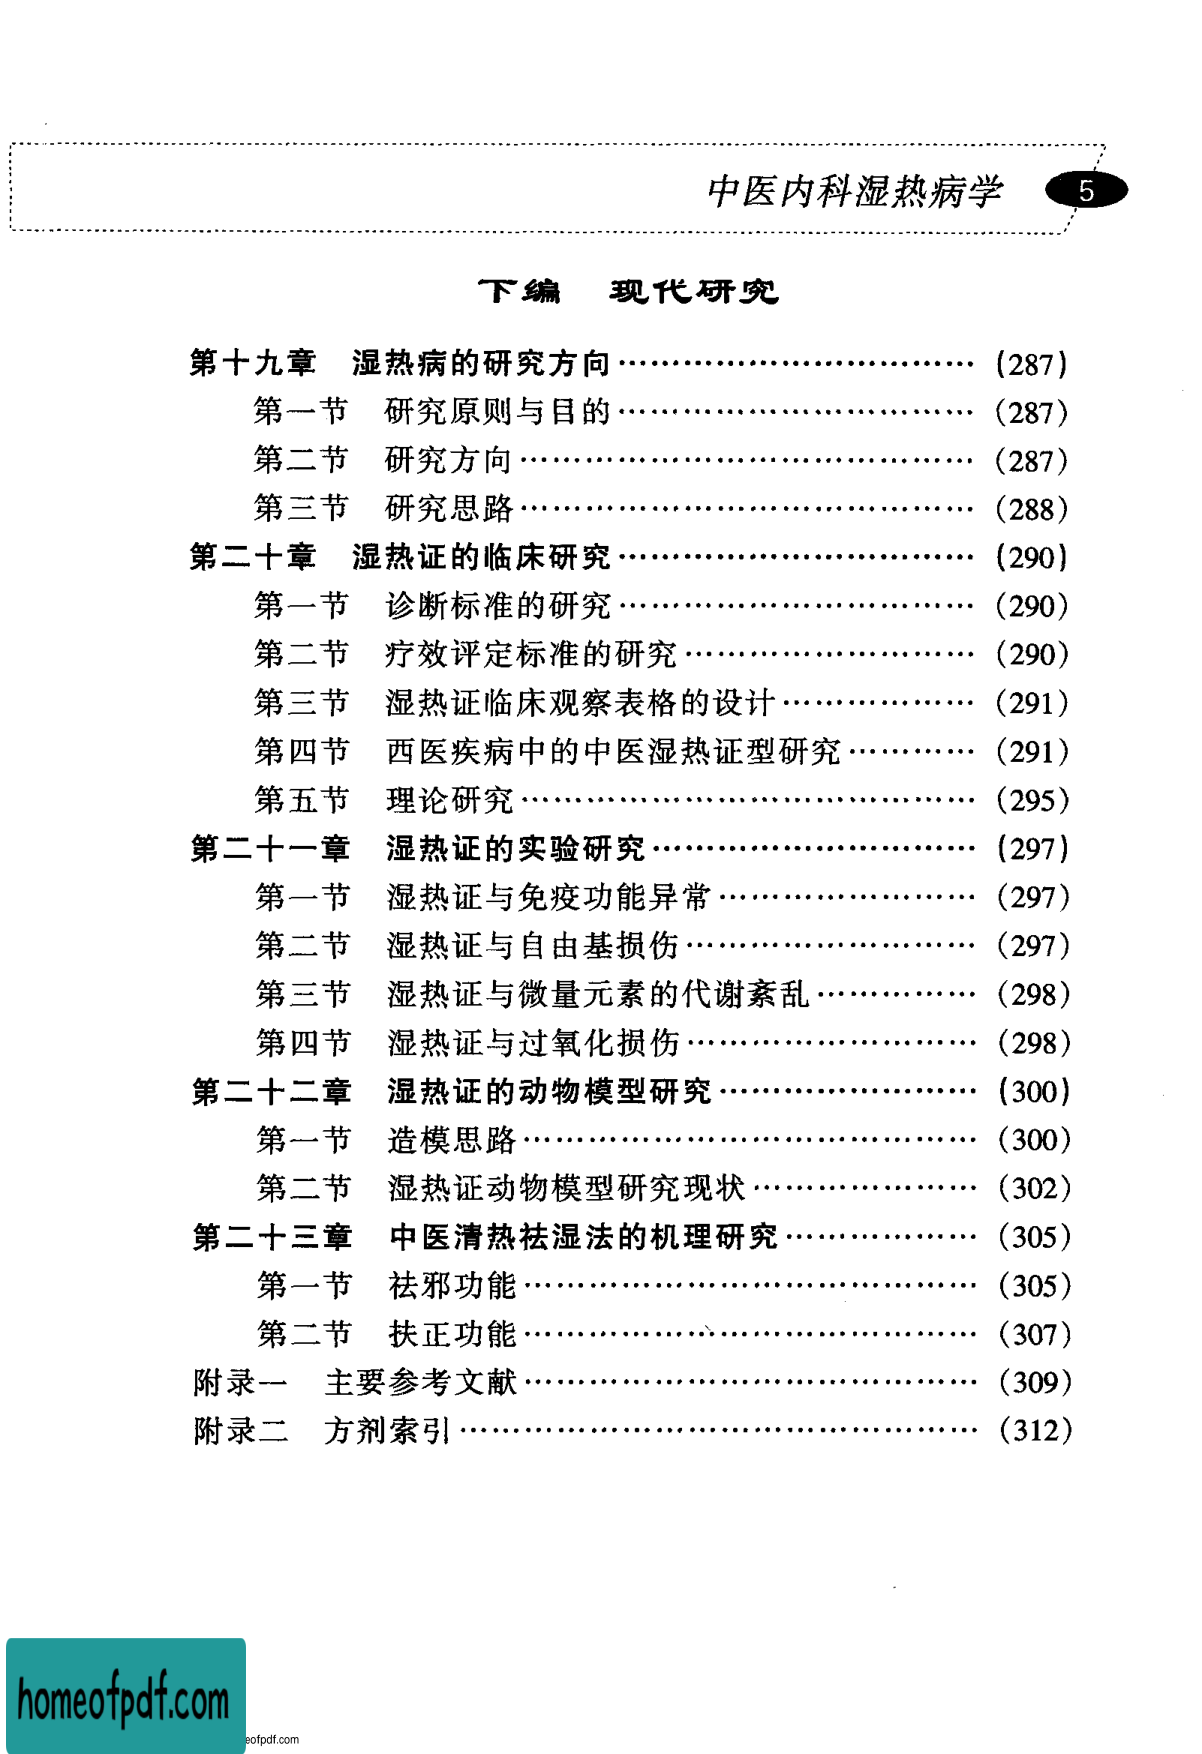 中医内科湿热病学 5
下编 现代研究
第十九章 湿热病的研究方向……………………………… (287)
第一节 研究原则与目的……………………………… (287)
第二节 研究方向……………………………………… (287)
第三节 研究思路……………………………………… (288)
第二十章 湿热证的临床研究……………………………… (290)
第一节 诊断标准的研究……………………………… (290)
第二节 疗效评定标准的研究………………………… (290)
第三节 湿热证临床观察表格的设计……………… (291)
第四节 西医疾病中的中医湿热证型研究………… (291)
第五节 理论研究……………………………………… (295)
第二十一章 湿热证的实验研究…………………………… (297)
第一节 湿热证与免疫功能异常……………………… (297)
第二节 湿热证与自由基损伤………………………… (297)
第三节 湿热证与微量元素的代谢紊乱…………… (298)
第四节 湿热证与过氧化损伤………………………… (298)
第二十二章 湿热证的动物模型研究……………………… (300)
第一节 造模思路……………………………………… (300)
第二节 湿热证动物模型研究现状………………… (302)
第二十三章 中医清热祛湿法的机理研究……………… (305)
第一节 祛邪功能……………………………………… (305)
第二节 扶正功能……………………………………… (307)
附录一 主要参考文献……………………………………… (309)
附录二 方剂索引…………………………………………… (312)
homeofpdf.com
eofpdf.com